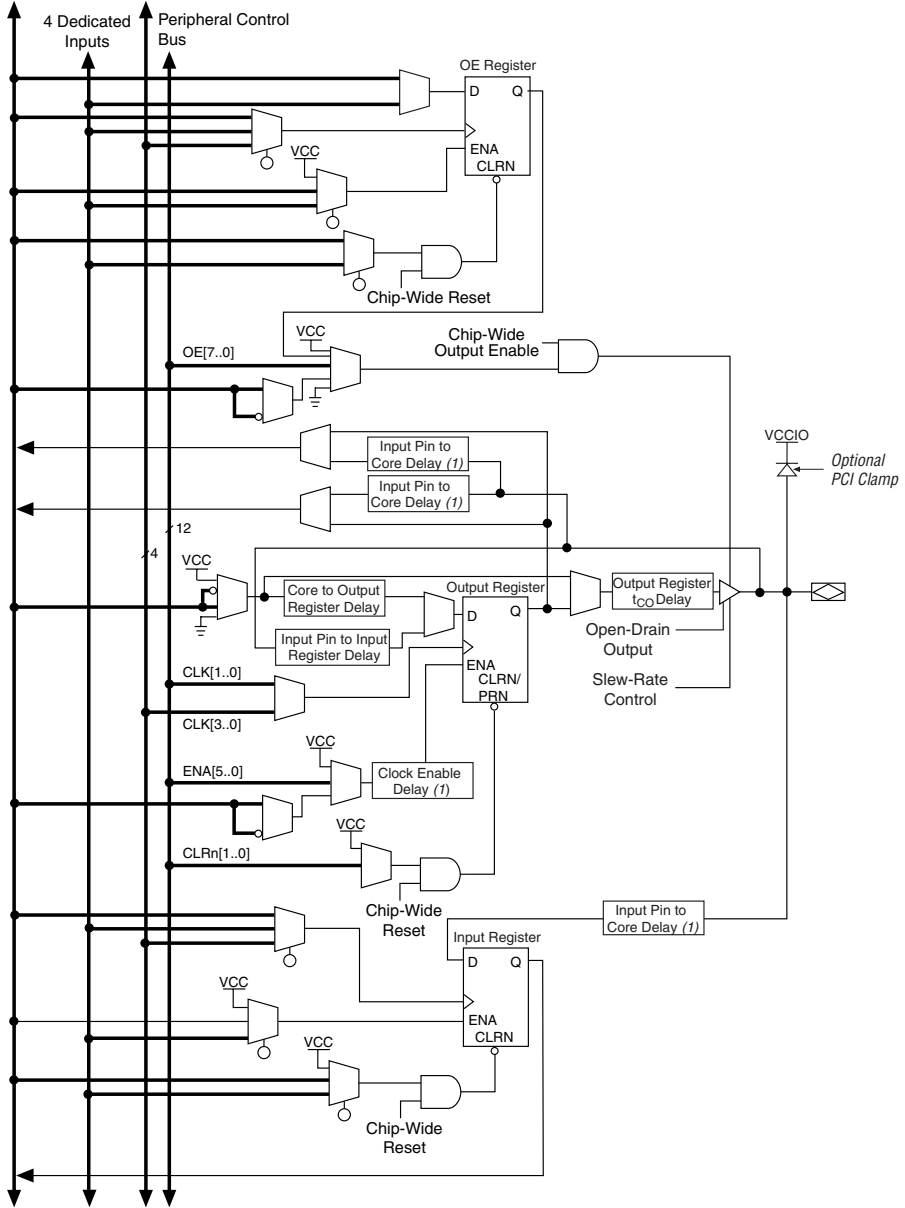 4 Dedicated
Inputs
Peripheral Control
Bus
OE Register
D
Q
ENA
CLRN
VCC
Chip-Wide Reset
VCC
OE[7..0]
Chip-Wide
Output Enable
Input Pin to
Core Delay (1)
Input Pin to
Core Delay (1)
VCCIO
Optional
PCI Clamp
12
4
VCC
Core to Output
Register Delay
Input Pin to Input
Register Delay
Output Register
D
Q
ENA
CLRN/
PRN
Output Register
tCO Delay
Open-Drain
Output
Slew-Rate
Control
CLK[1..0]
CLK[3..0]
VCC
ENA[5..0]
Clock Enable
Delay (1)
VCC
CLRn[1..0]
Chip-Wide
Reset
Input Pin to
Core Delay (1)
Input Register
D
Q
ENA
CLRN
VCC
VCC
Chip-Wide
Reset